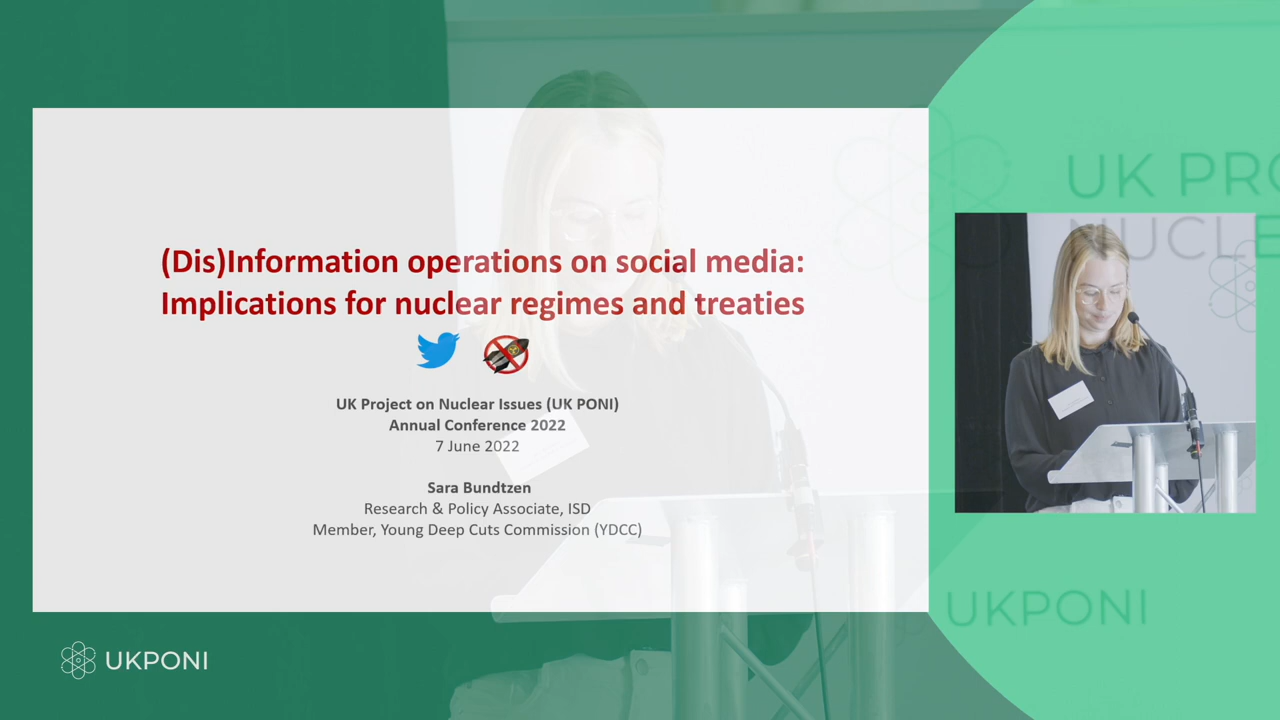 (Dis)Information operations on social media:
Implications for nuclear regimes and treaties
UK Project on Nuclear Issues (UK PONI)
Annual Conference 2022
7 June 2022
Sara Bundtzen
Research & Policy Associate, ISD
Member, Young Deep Cuts Commission (YDCC)
UK PRO
NUCLE
NUCLE
UKPONI
UKPONI